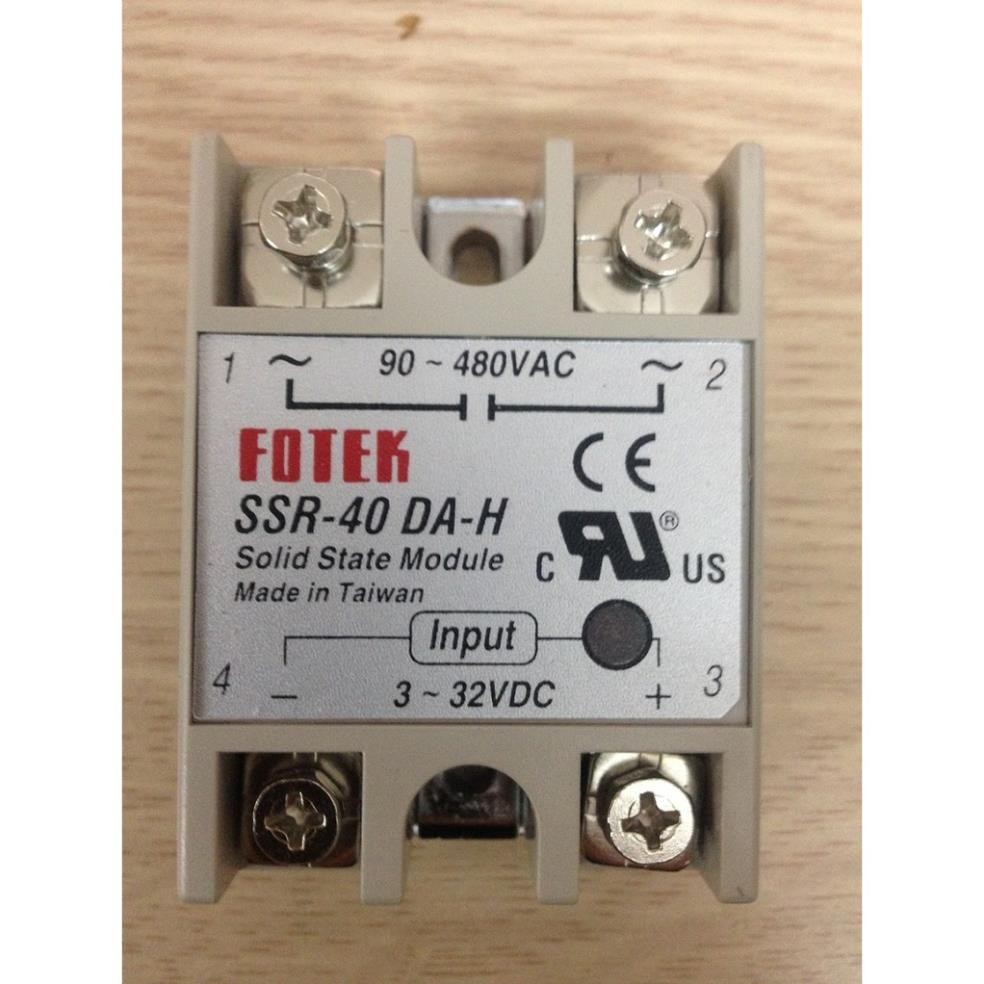 1 ~ 90 ~ 480VAC ~ 2
FOTEK
CE
SSR-40 DA-H
Solid State Module
C RU® US
Made in Taiwan
Input
4 - 3 ~ 32VDC + 3